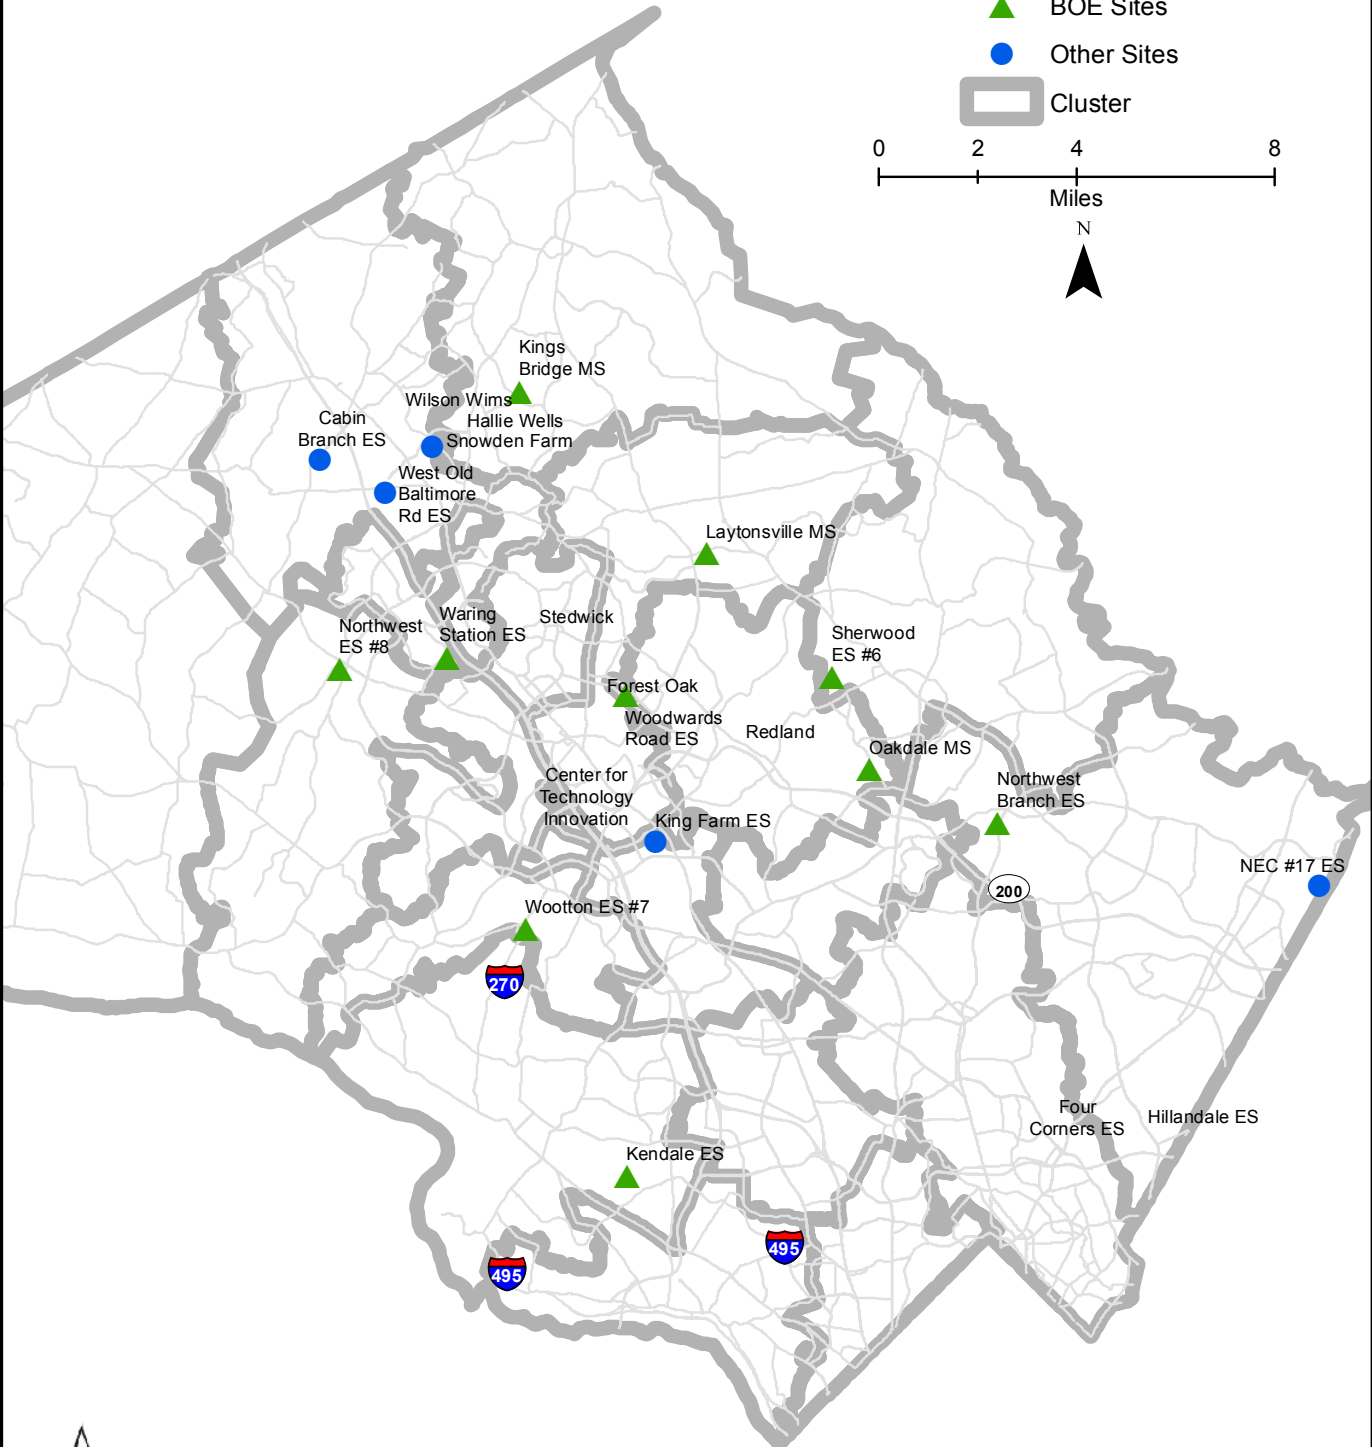 BOE Sites
Other Sites
Cluster
0 2 4 8
Miles
N
Kings
Bridge MS
Wilson Wims
Hallie Wells
Snowden Farm
Cabin
Branch ES
West Old
Baltimore
Rd ES
Laytonsville MS
Waring
Station ES
Stedwick
Northwest
ES #8
Sherwood
ES #6
Forest Oak
Woodwards
Road ES
Redland
Oakdale MS
Center for
Technology
Innovation
Northwest
Branch ES
King Farm ES
NEC #17 ES
200
Wootton ES #7
270
Four
Corners ES
Hillandale ES
Kendale ES
495
495